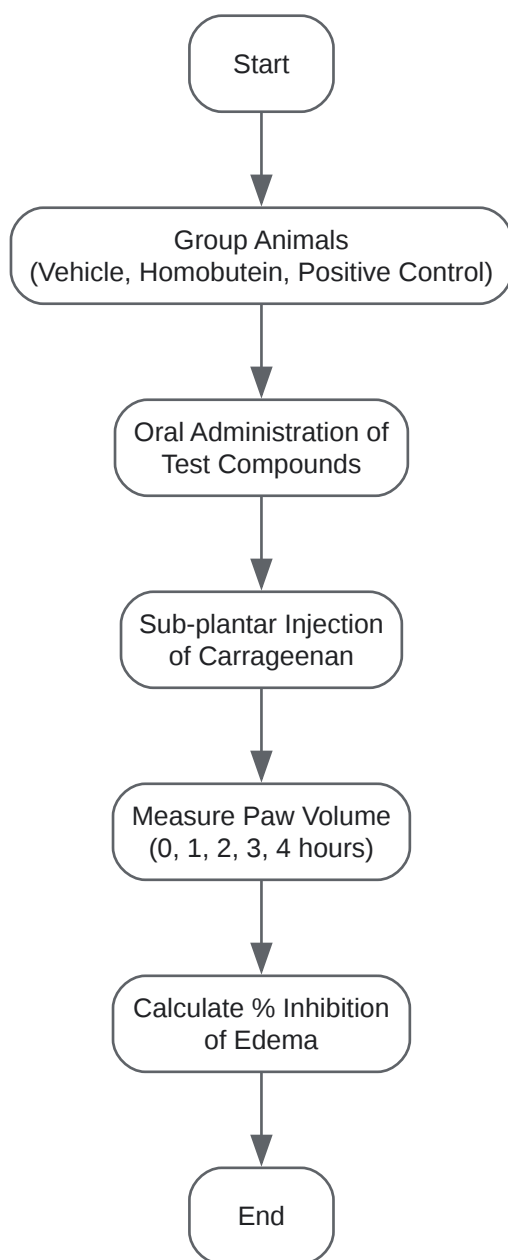 Start
Group Animals
(Vehicle, Homobutein, Positive Control)
Oral Administration of
Test Compounds
Sub-plantar Injection
of Carrageenan
Measure Paw Volume
(0, 1, 2, 3, 4 hours)
Calculate % Inhibition
of Edema
End